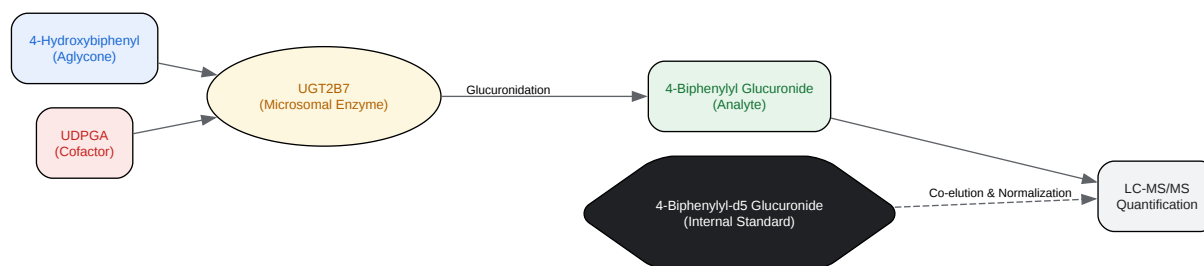 4-Hydroxybiphenyl
(Aglycone)
UDPGA
(Cofactor)
UGT2B7
(Microsomal Enzyme)
Glucuronidation
4-Biphenylyl Glucuronide
(Analyte)
4-Biphenylyl-d5 Glucuronide
(Internal Standard)
Co-elution & Normalization
LC-MS/MS
Quantification